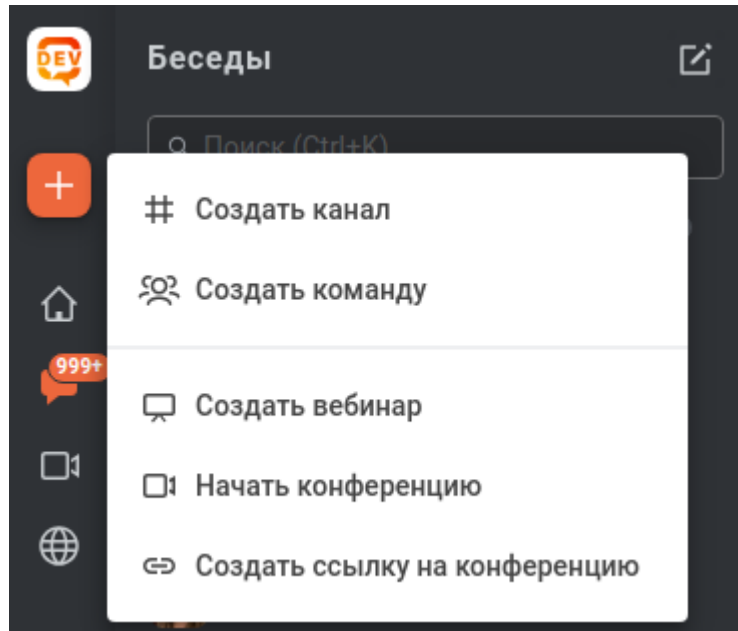 DEV
Беседы
Поиск (Ctrl+K)
Создать канал
Создать команду
999+
Создать вебинар
Начать конференцию
Создать ссылку на конференцию